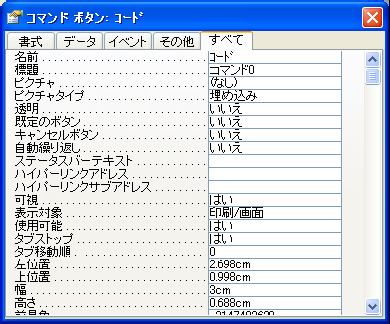 コマンド ボタン: コード
書式 データ イベント その他 すべて
名前 コード
標題 コマンド0
ピクチャ (なし)
ピクチャタイプ 埋め込み
透明 いいえ
既定のボタン いいえ
キャンセルボタン いいえ
自動繰り返し いいえ
ステータスバーテキスト
ハイパーリンクアドレス
ハイパーリンクサブアドレス
可視 はい
表示対象 印刷/画面
使用可能 はい
タブストップ はい
タブ移動順 0
左位置 2.698cm
上位置 0.998cm
幅 3cm
高さ 0.688cm